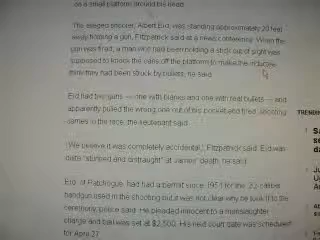 as a small platform around his head.
The alleged shooter, Albert Eid, was standing approximately 20 feet
away holding a gun, Fitzpatrick said at a news conference. When the
gun was fired, a man who had been holding a stick out of sight was
supposed to knock the cans off the platform to make the inductee
think they had been struck by bullets, he said.
Eid had two guns — one with blanks and one with real bullets — and
apparently pulled the wrong one out of his pocket and fired, shooting
James in the face, the lieutenant said.
"We believe it was completely accidental," Fitzpatrick said. Eid was
quite "stunned and distraught" at James' death, he said.
Eid, of Patchogue, had had a permit since 1951 for the .32-caliber
handgun used in the shooting but it was not clear why he took it to the
ceremony, police said. He pleaded innocent to a manslaughter
charge and bail was set at $2,500. His next court date was scheduled
for April 27.
TRENDIN